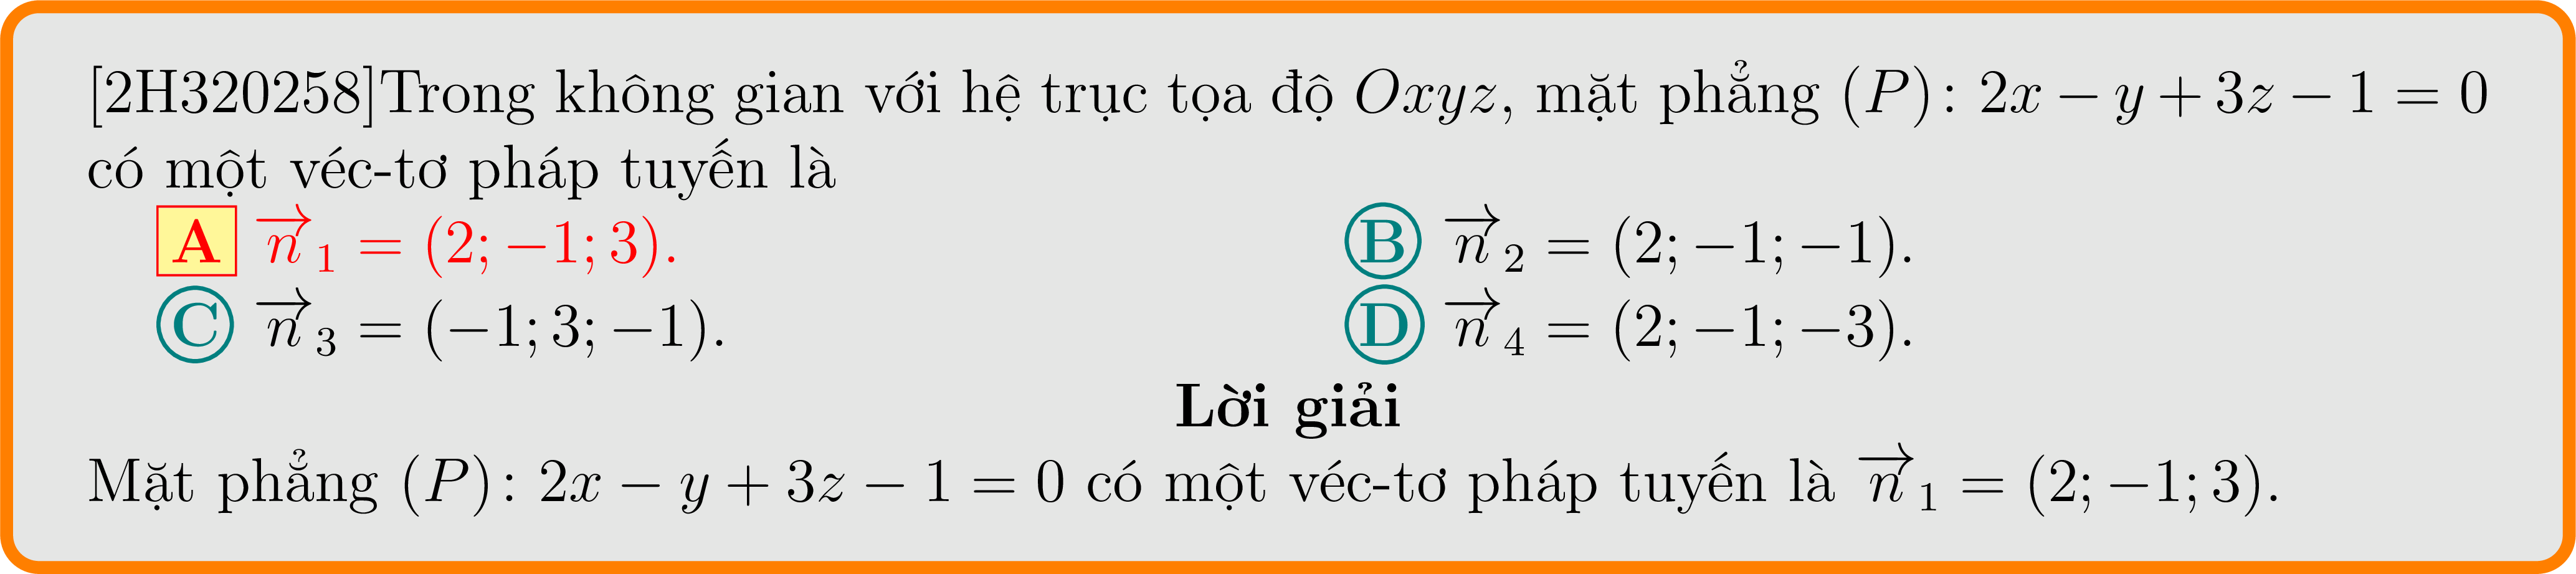 [2H320258]Trong không gian với hệ trục tọa độ Oxyz, mặt phẳng (P): 2x − y + 3z − 1 = 0
có một véc-tơ pháp tuyến là
A $\overrightarrow{n}_1$ = (2; −1; 3). B $\overrightarrow{n}_2$ = (2; −1; −1).
C $\overrightarrow{n}_3$ = (−1; 3; −1). D $\overrightarrow{n}_4$ = (2; −1; −3).
Lời giải
Mặt phẳng (P): 2x − y + 3z − 1 = 0 có một véc-tơ pháp tuyến là $\overrightarrow{n}_1$ = (2; −1; 3).